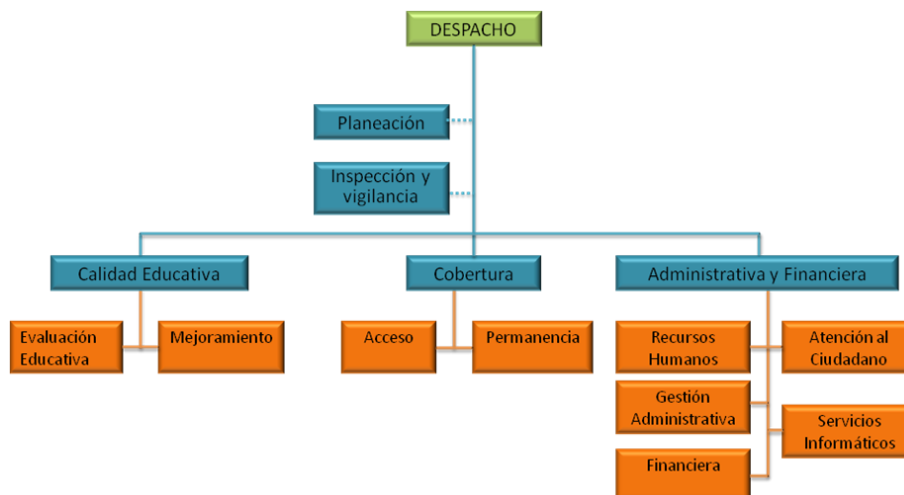 DESPACHO
Planeación
Inspección y
vigilancia
Calidad Educativa
Cobertura
Administrativa y Financiera
Evaluación
Educativa
Mejoramiento
Acceso
Permanencia
Recursos
Humanos
Atención al
Ciudadano
Gestión
Administrativa
Servicios
Informáticos
Financiera